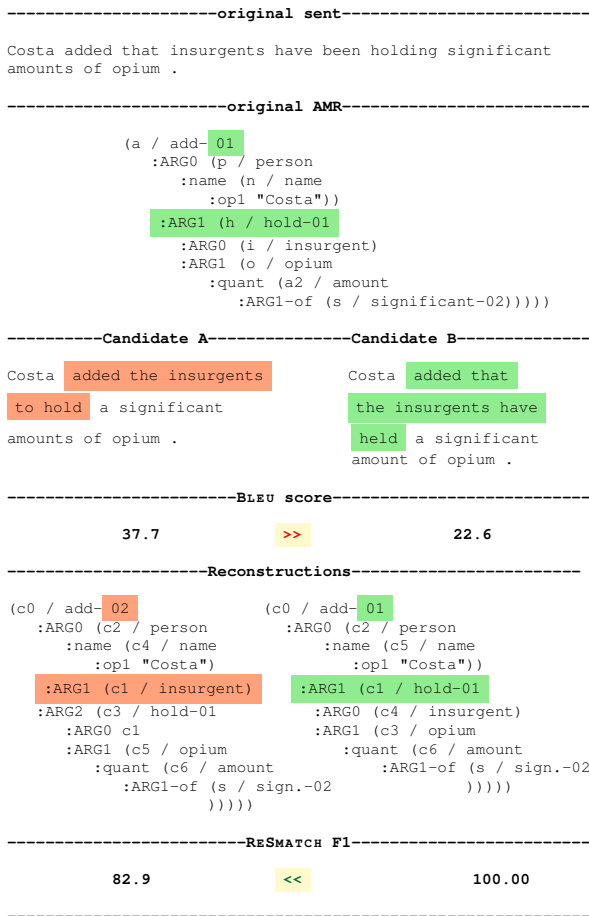 original sent
Costa added that insurgents have been holding significant
amounts of opium .
original AMR
(a / add-01
:ARG0 (p / person
:name (n / name
:op1 "Costa"))
:ARG1 (h / hold-01
:ARG0 (i / insurgent)
:ARG1 (o / opium
:quant (a2 / amount
:ARG1-of (s / significant-02)))))
Candidate A Candidate B
Costa added the insurgents Costa added that
to hold a significant the insurgents have
amounts of opium . held a significant
amount of opium .
BLEU score
37.7 >> 22.6
Reconstructions
(c0 / add-02 (c0 / add-01
:ARG0 (c2 / person :ARG0 (c2 / person
:name (c4 / name :name (c5 / name
:op1 "Costa") :op1 "Costa"))
:ARG1 (c1 / insurgent) :ARG1 (c1 / hold-01
:ARG2 (c3 / hold-01 :ARG0 (c4 / insurgent)
:ARG0 c1 :ARG1 (c3 / opium
:ARG1 (c5 / opium :quant (c6 / amount
:quant (c6 / amount :ARG1-of (s / sign.-02
:ARG1-of (s / sign.-02 )))))
)))))
RESMATCH F1
82.9 << 100.00